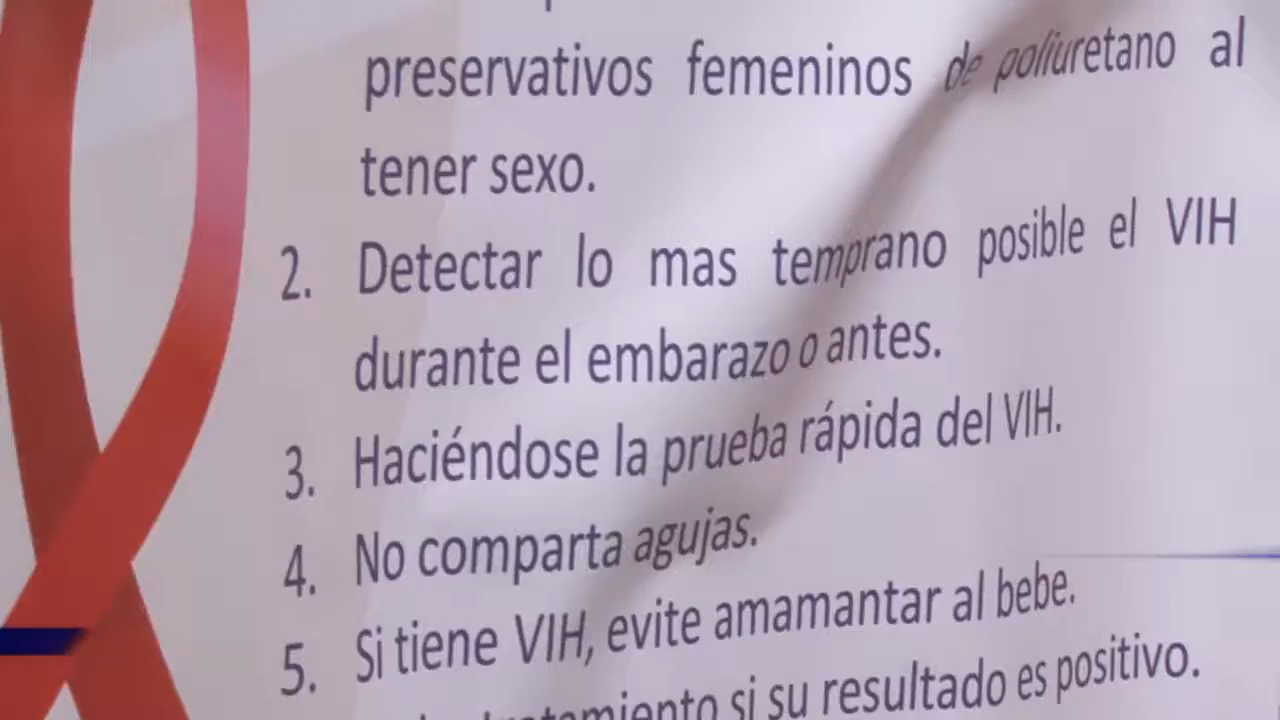 preservativos femeninos de poliuretano al
tener sexo.
2. Detectar lo mas temprano posible el VIH
durante el embarazo o antes.
3. Haciéndose la prueba rápida del VIH.
4. No comparta agujas.
5. Si tiene VIH, evite amamantar al bebe.
tratamiento si su resultado es positivo.